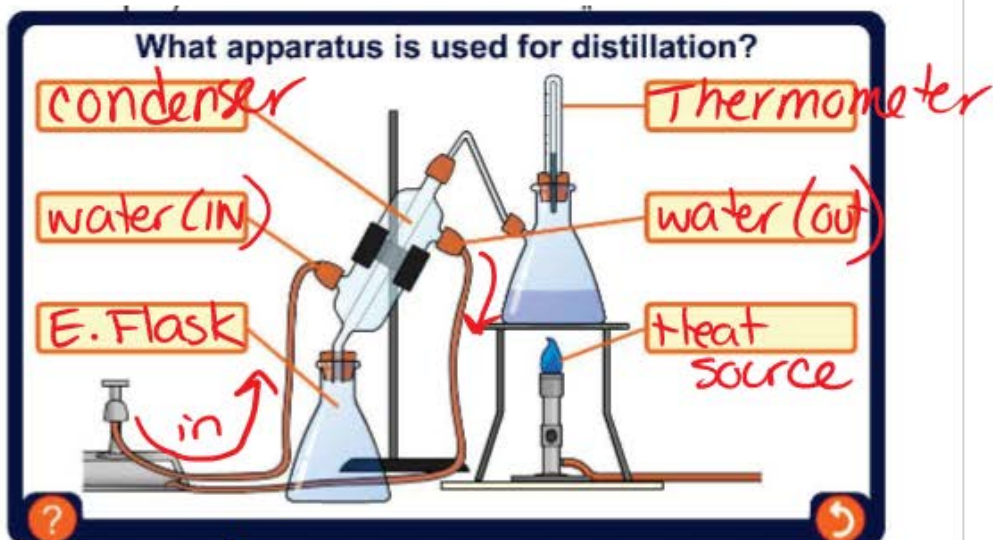 What apparatus is used for distillation?
condenser
Thermometer
water (IN)
water (out)
E. Flask
Heat
source
in
?